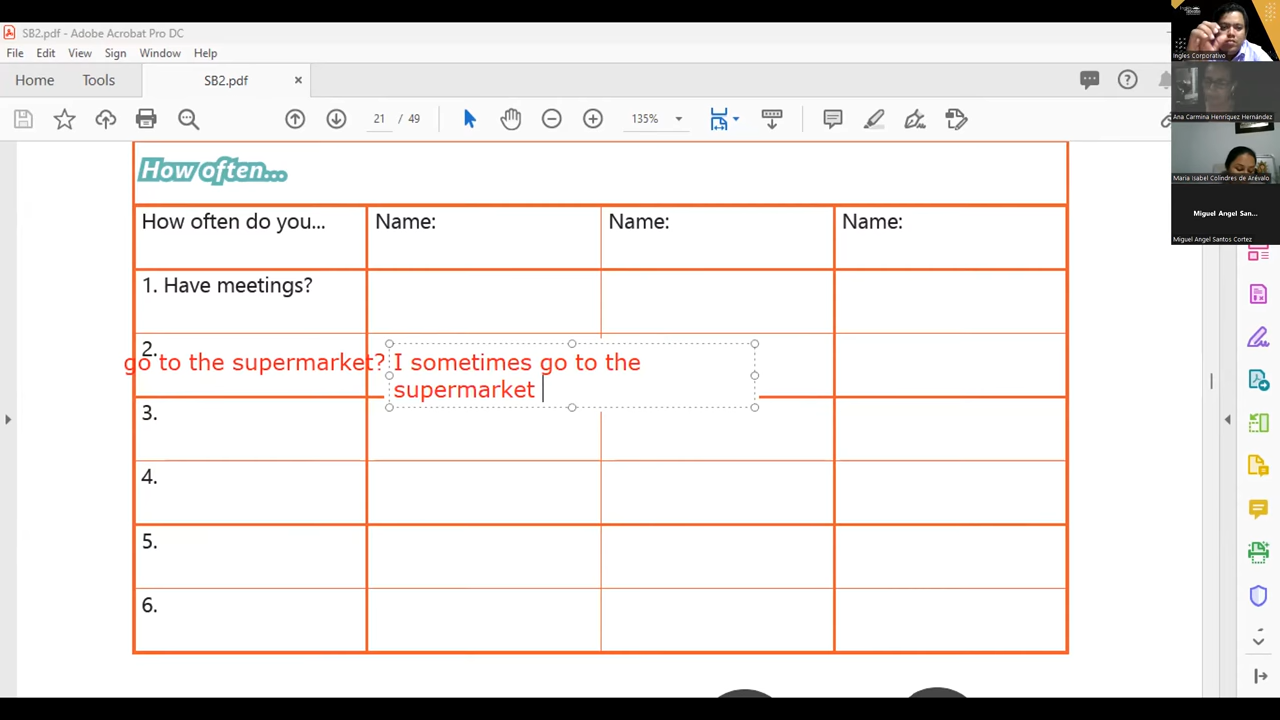 SB2.pdf - Adobe Acrobat Pro DC
File Edit View Sign Window Help
Home Tools SB2.pdf ×
21 / 49 135%
How often...
How often do you... Name: Name: Name:
1. Have meetings?
2.
go to the supermarket? I sometimes go to the
supermarket
3.
4.
5.
6.
Ingles Corporativo
Ana Carmina Henríquez Hernández
Maria Isabel Colindres de Arévalo
Miguel Angel San...
Miguel Angel Santos Cortez